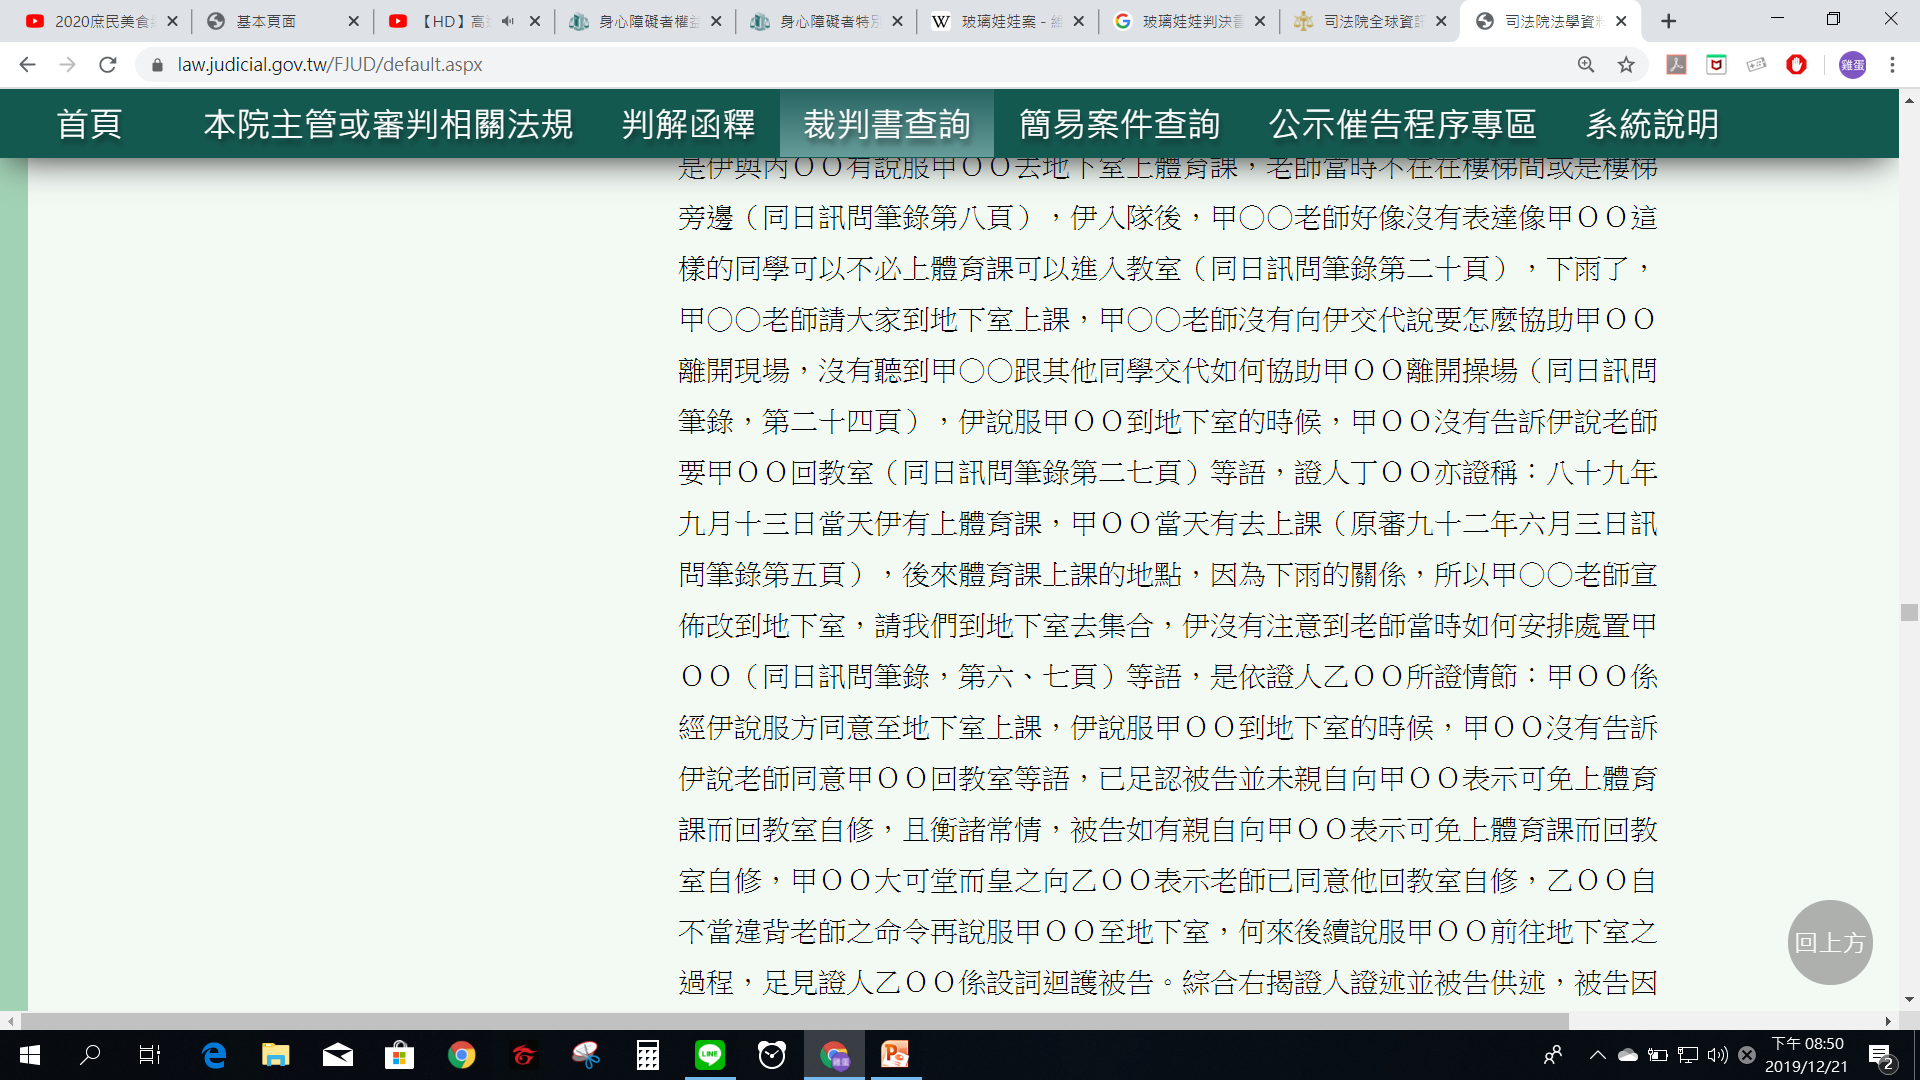 2020庶民美食
基本頁面
【HD】高
身心障礙者權益
身心障礙者特別
玻璃娃娃案 - 維
玻璃娃娃判決書
司法院全球資訊
司法院法學資料
law.judicial.gov.tw/FJUD/default.aspx
雞蛋
首頁 本院主管或審判相關法規 判解函釋 裁判書查詢 簡易案件查詢 公示催告程序專區 系統說明
是伊與丙ＯＯ有說服甲ＯＯ去地下室上體育課，老師當時不在在樓梯間或是樓梯
旁邊（同日訊問筆錄第八頁），伊入隊後，甲○○老師好像沒有表達像甲ＯＯ這
樣的同學可以不必上體育課可以進入教室（同日訊問筆錄第二十頁），下雨了，
甲○○老師請大家到地下室上課，甲○○老師沒有向伊交代說要怎麼協助甲ＯＯ
離開現場，沒有聽到甲○○跟其他同學交代如何協助甲ＯＯ離開操場（同日訊問
筆錄，第二十四頁），伊說服甲ＯＯ到地下室的時候，甲ＯＯ沒有告訴伊說老師
要甲ＯＯ回教室（同日訊問筆錄第二七頁）等語，證人丁ＯＯ亦證稱：八十九年
九月十三日當天伊有上體育課，甲ＯＯ當天有去上課（原審九十二年六月三日訊
問筆錄第五頁），後來體育課上課的地點，因為下雨的關係，所以甲○○老師宣
佈改到地下室，請我們到地下室去集合，伊沒有注意到老師當時如何安排處置甲
ＯＯ（同日訊問筆錄，第六、七頁）等語，是依證人乙ＯＯ所證情節：甲ＯＯ係
經伊說服方同意至地下室上課，伊說服甲ＯＯ到地下室的時候，甲ＯＯ沒有告訴
伊說老師同意甲ＯＯ回教室等語，已足認被告並未親自向甲ＯＯ表示可免上體育
課而回教室自修，且衡諸常情，被告如有親自向甲ＯＯ表示可免上體育課而回教
室自修，甲ＯＯ大可堂而皇之向乙ＯＯ表示老師已同意他回教室自修，乙ＯＯ自
不當違背老師之命令再說服甲ＯＯ至地下室，何來後續說服甲ＯＯ前往地下室之
過程，足見證人乙ＯＯ係設詞迴護被告。綜合右揭證人證述並被告供述，被告因
回上方
下午 08:50
2019/12/21
2